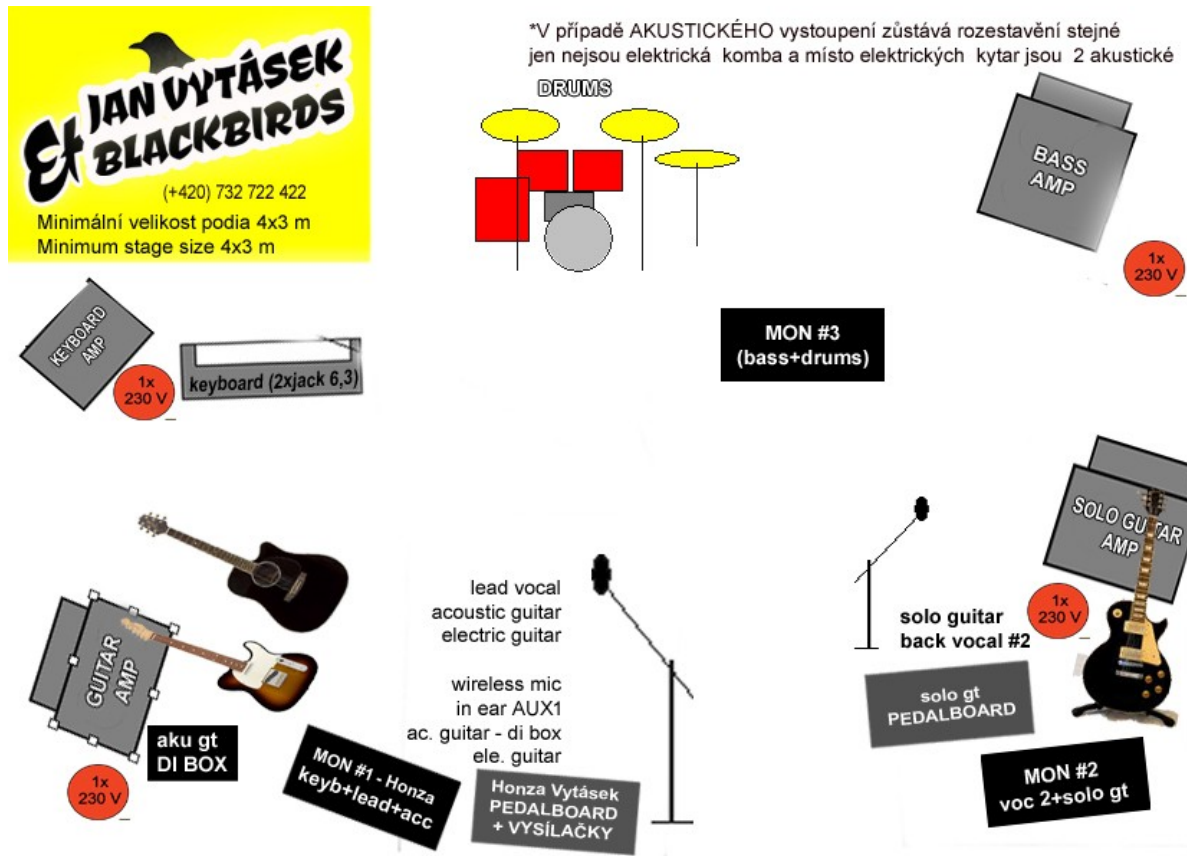 *V případě AKUSTICKÉHO vystoupení zůstává rozestavění stejné
jen nejsou elektrická komba a místo elektrických kytar jsou 2 akustické
& JAN VYTÁSEK
BLACKBIRDS
(+420) 732 722 422
Minimální velikost podia 4x3 m
Minimum stage size 4x3 m
DRUMS
BASS
AMP
1x
230 V
KEYBOARD
AMP
1x
230 V
keyboard (2xjack 6,3)
MON #3
(bass+drums)
GUITAR
AMP
1x
230 V
aku gt
DI BOX
lead vocal
acoustic guitar
electric guitar
wireless mic
in ear AUX1
ac. guitar - di box
ele. guitar
MON #1 - Honza
keyb+lead+acc
Honza Vytásek
PEDALBOARD
+ VYSÍLAČKY
SOLO GUITAR
AMP
1x
230 V
solo guitar
back vocal #2
solo gt
PEDALBOARD
MON #2
voc 2+solo gt